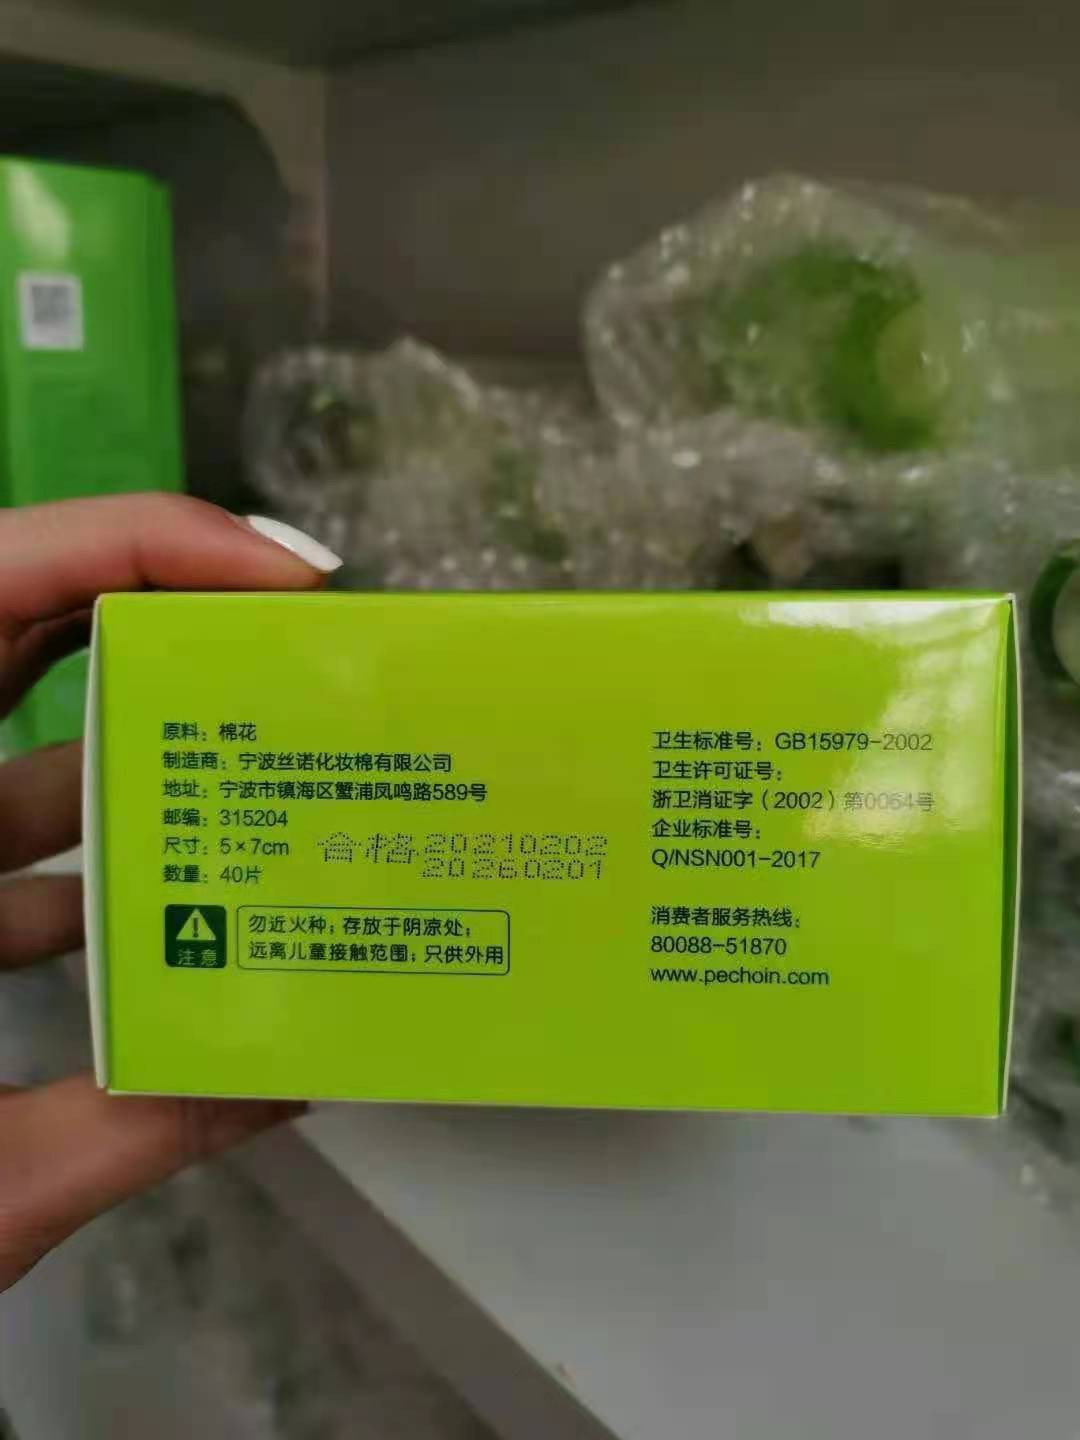 原料：棉花
制造商：宁波丝诺化妆棉有限公司
地址：宁波市镇海区蟹浦凤鸣路589号
邮编：315204
尺寸：5×7cm
数量：40片
合格 20210202
20260201
注意
勿近火种；存放于阴凉处；
远离儿童接触范围；只供外用
卫生标准号：GB15979-2002
卫生许可证号：
浙卫消证字（2002）第0064号
企业标准号：
Q/NSN001-2017
消费者服务热线：
80088-51870
www.pechoin.com